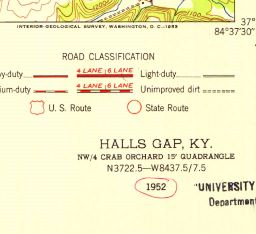 1200
INTERIOR-GEOLOGICAL SURVEY, WASHINGTON, D. C.-1953
37°
84°37'30"
ROAD CLASSIFICATION
vy-duty 4 LANE 6 LANE Light-duty
ium-duty 4 LANE 6 LANE Unimproved dirt
U. S. Route State Route
HALLS GAP, KY.
NW/4 CRAB ORCHARD 15' QUADRANGLE
N3722.5—W8437.5/7.5
1952
"UNIVERSITY
Department